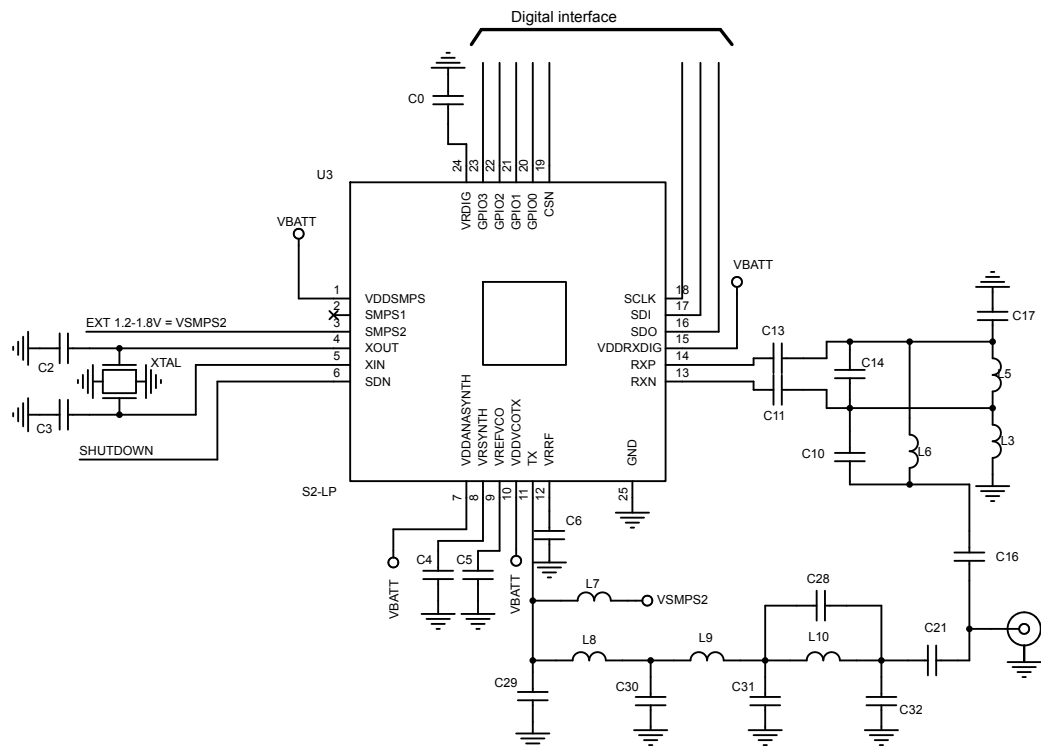 Digital interface
C0
24
23
22
21
20
19
U3
VRDIG
GPIO3
GPIO2
GPIO1
GPIO0
CSN
VBATT
VBATT
1
VDDSMPS
SCLK
18
2
SMPS1
SDI
17
EXT 1.2-1.8V = VSMPS2
3
SMPS2
SDO
16
4
XOUT
VDDRXDIG
15
5
XIN
RXP
14
6
SDN
RXN
13
C2
XTAL
C3
SHUTDOWN
C13
C11
C14
C17
L5
C10
L6
L3
VDDANASYNTH
VRSYNTH
VREFVCO
VDDVCOTX
TX
VRRF
GND
S2-LP
7
8
9
10
11
12
25
C4
C5
C6
VBATT
VBATT
C16
L7
VSMPS2
C28
L8
L9
L10
C21
C29
C30
C31
C32